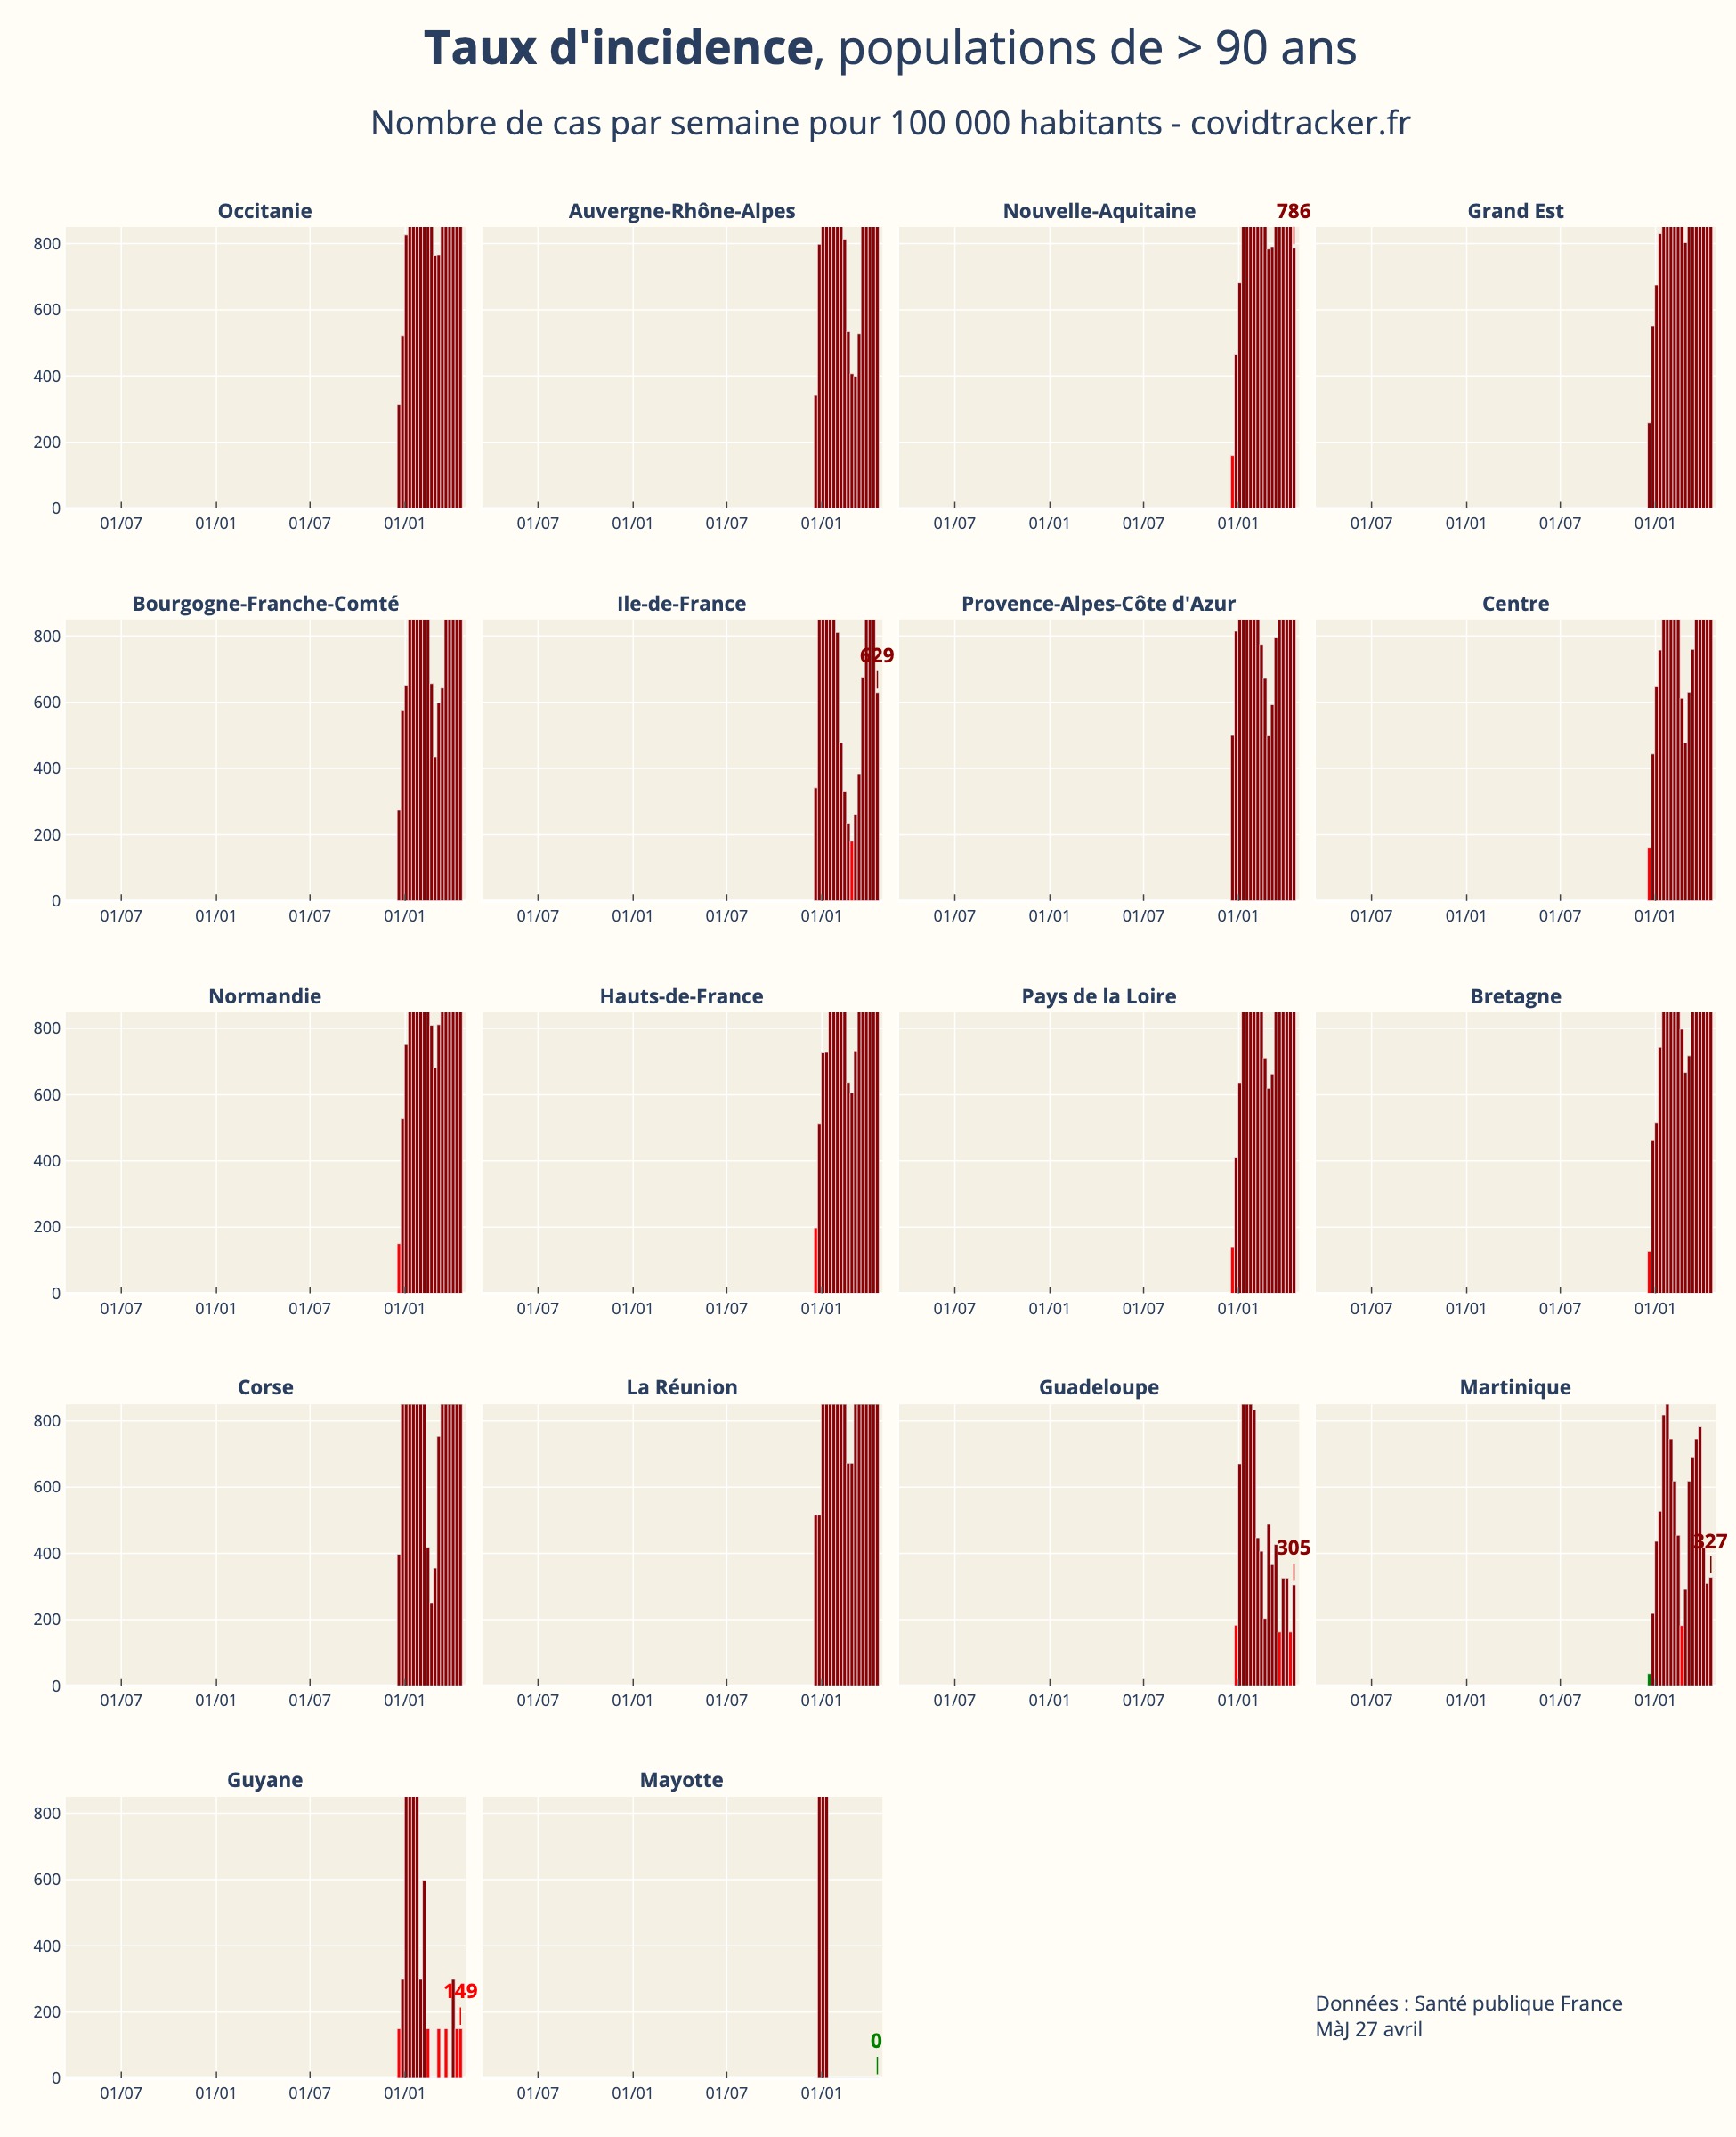 Taux d'incidence, populations de > 90 ans
Nombre de cas par semaine pour 100 000 habitants - covidtracker.fr
Occitanie
Auvergne-Rhône-Alpes
Nouvelle-Aquitaine
786
Grand Est
800
600
400
200
0
01/07 01/01 01/07 01/01
01/07 01/01 01/07 01/01
01/07 01/01 01/07 01/01
01/07 01/01 01/07 01/01
Bourgogne-Franche-Comté
Ile-de-France
Provence-Alpes-Côte d'Azur
Centre
800
600
400
200
0
629
01/07 01/01 01/07 01/01
01/07 01/01 01/07 01/01
01/07 01/01 01/07 01/01
01/07 01/01 01/07 01/01
Normandie
Hauts-de-France
Pays de la Loire
Bretagne
800
600
400
200
0
01/07 01/01 01/07 01/01
01/07 01/01 01/07 01/01
01/07 01/01 01/07 01/01
01/07 01/01 01/07 01/01
Corse
La Réunion
Guadeloupe
Martinique
800
600
400
200
0
305
327
01/07 01/01 01/07 01/01
01/07 01/01 01/07 01/01
01/07 01/01 01/07 01/01
01/07 01/01 01/07 01/01
Guyane
Mayotte
800
600
400
200
0
149
0
01/07 01/01 01/07 01/01
01/07 01/01 01/07 01/01
Données : Santé publique France
MàJ 27 avril